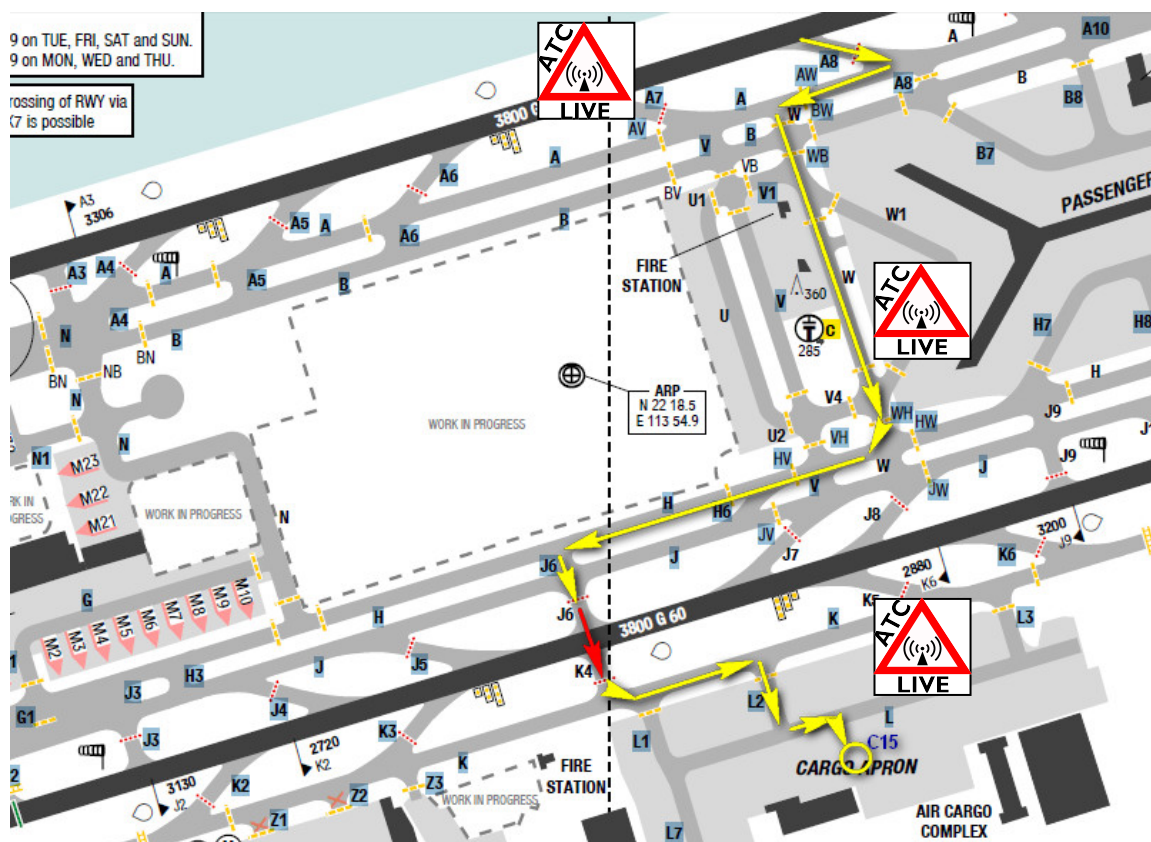 9 on TUE, FRI, SAT and SUN.
9 on MON, WED and THU.
rossing of RWY via
K7 is possible
ATC
LIVE
A
A10
A8
AW
A8
B
B8
A7
A
W
BW
3800 G
AV
V
B
WB
B7
A
VB
A6
BV
U1
V1
W1
PASSENGER
A3
3306
A5
A
A6
B
FIRE
STATION
W
ATC
LIVE
A3
A4
A
A5
B
V
360
C
285
U
H7
H8
N
A4
B
BN
BN
NB
ARP
N 22 18.5
E 113 54.9
H
N
V4
WH
HW
J9
J1
WORK IN PROGRESS
N
U2
VH
N1
M23
HV
W
J
J9
RK IN
OGRESS
M22
WORK IN PROGRESS
M21
N
V
JW
H
H6
J8
JV
J7
3200
J9
J6
J
K6
2880
K6
G
M10
M9
M8
M7
M6
M5
M4
M3
M2
J6
3800 G 60
K5
ATC
LIVE
H
K
L3
1
J
J5
H3
K4
J3
G1
J4
L2
L
J3
K3
L1
C15
2720
K2
K
CARGO APRON
2
3130
J2
K2
Z3
FIRE
STATION
WORK IN PROGRESS
Z2
Z1
L7
AIR CARGO
COMPLEX